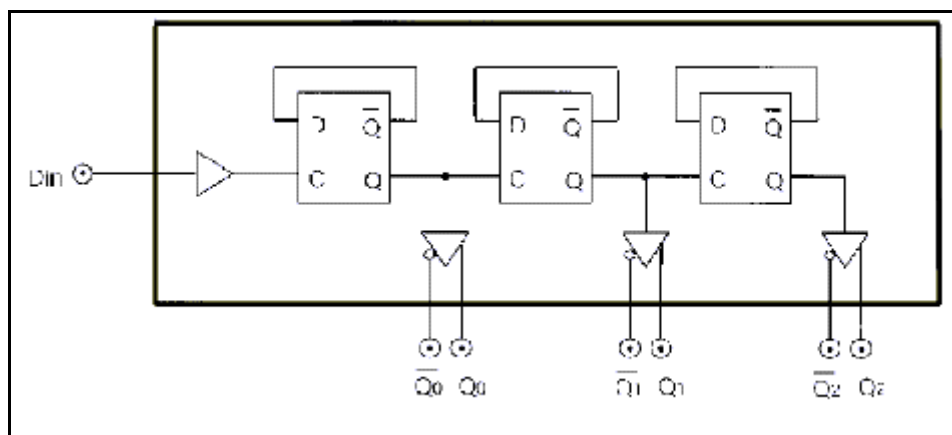 D Q̅ D Q̅ D Q̅
Din C Q C Q C Q
Q̅0 Q0 Q̅1 Q1 Q̅2 Q2